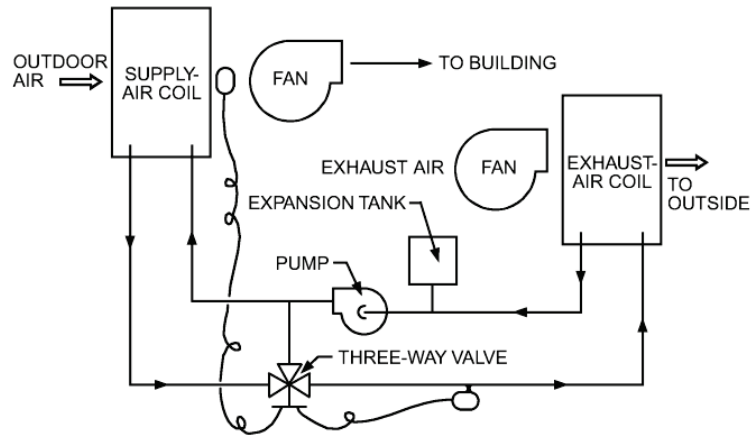 OUTDOOR
AIR
SUPPLY-
AIR COIL
FAN
TO BUILDING
EXHAUST AIR
FAN
EXHAUST-
AIR COIL
TO
OUTSIDE
EXPANSION TANK
PUMP
THREE-WAY VALVE